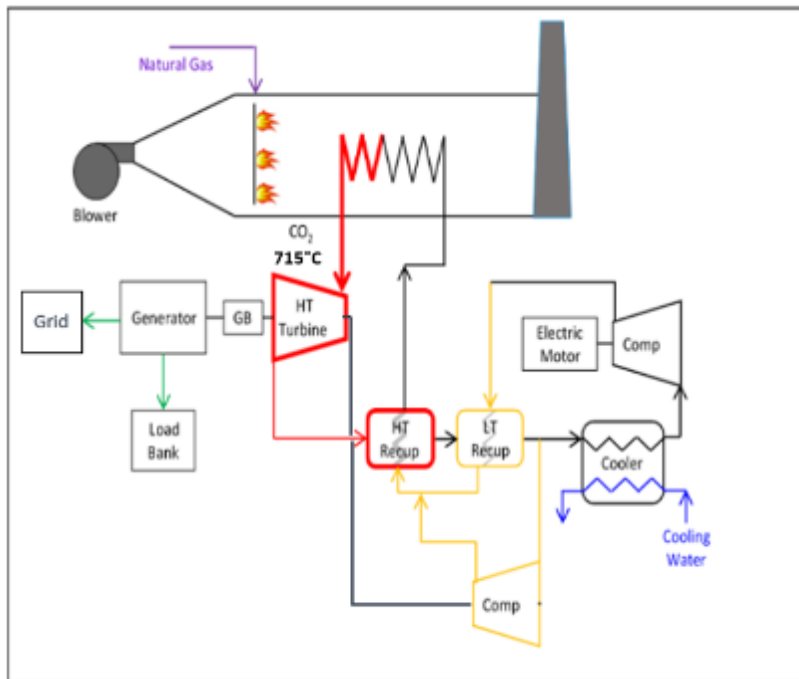 Natural Gas
Blower
CO₂
715°C
HT
Turbine
Grid
Generator
GB
Load
Bank
Electric
Motor
Comp
HT
Recup
LT
Recup
Cooler
Cooling
Water
Comp